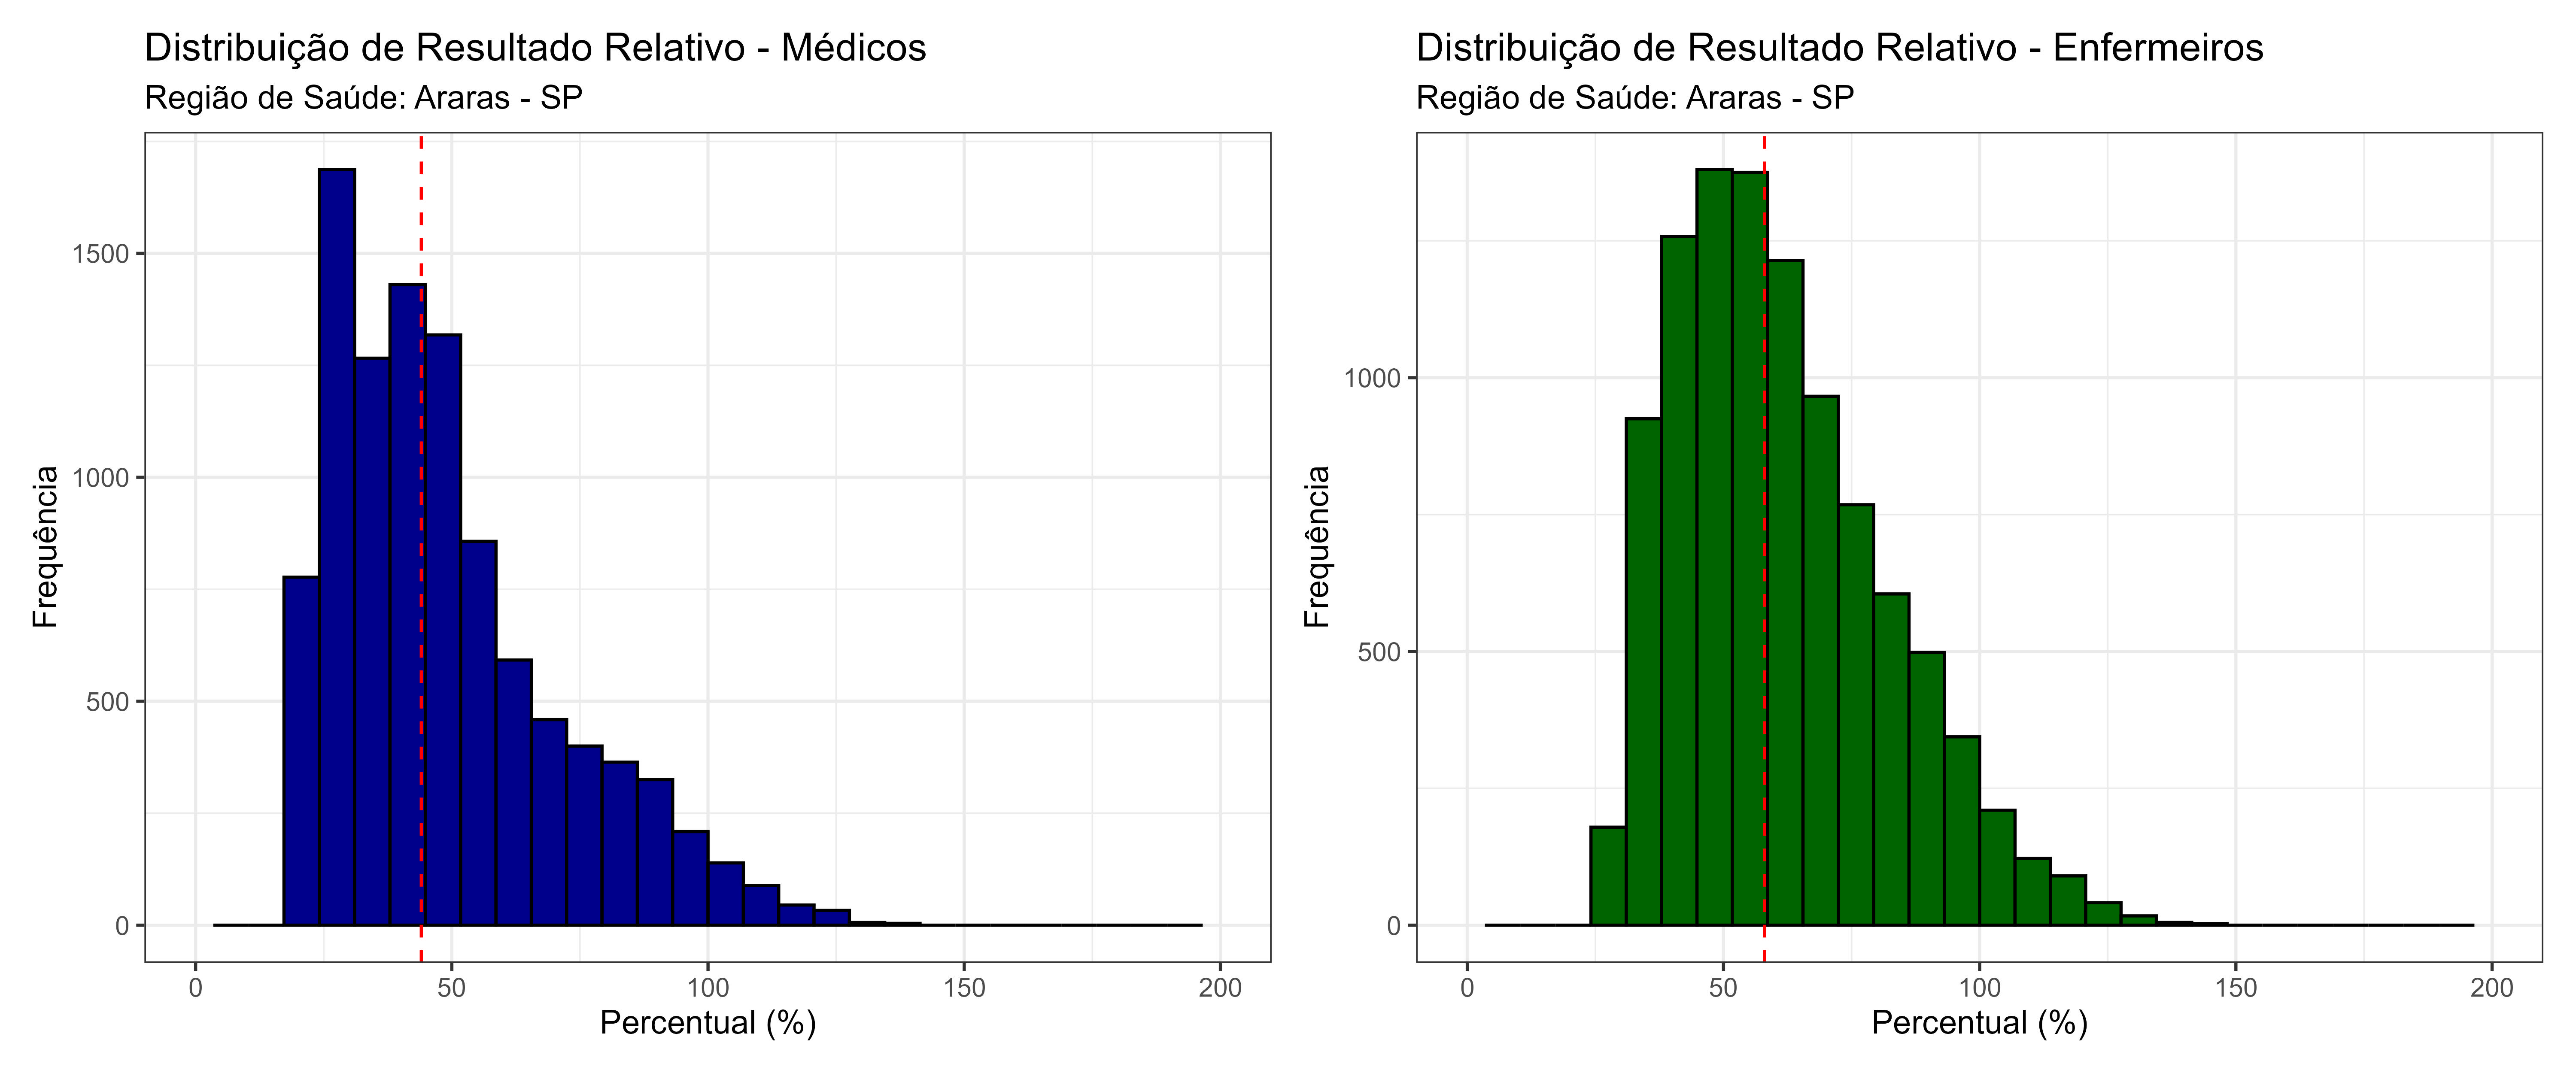 Distribuição de Resultado Relativo - Médicos
Região de Saúde: Araras - SP
Frequência
1500
1000
500
0
0 50 100 150 200
Percentual (%)
Distribuição de Resultado Relativo - Enfermeiros
Região de Saúde: Araras - SP
Frequência
1000
500
0
0 50 100 150 200
Percentual (%)